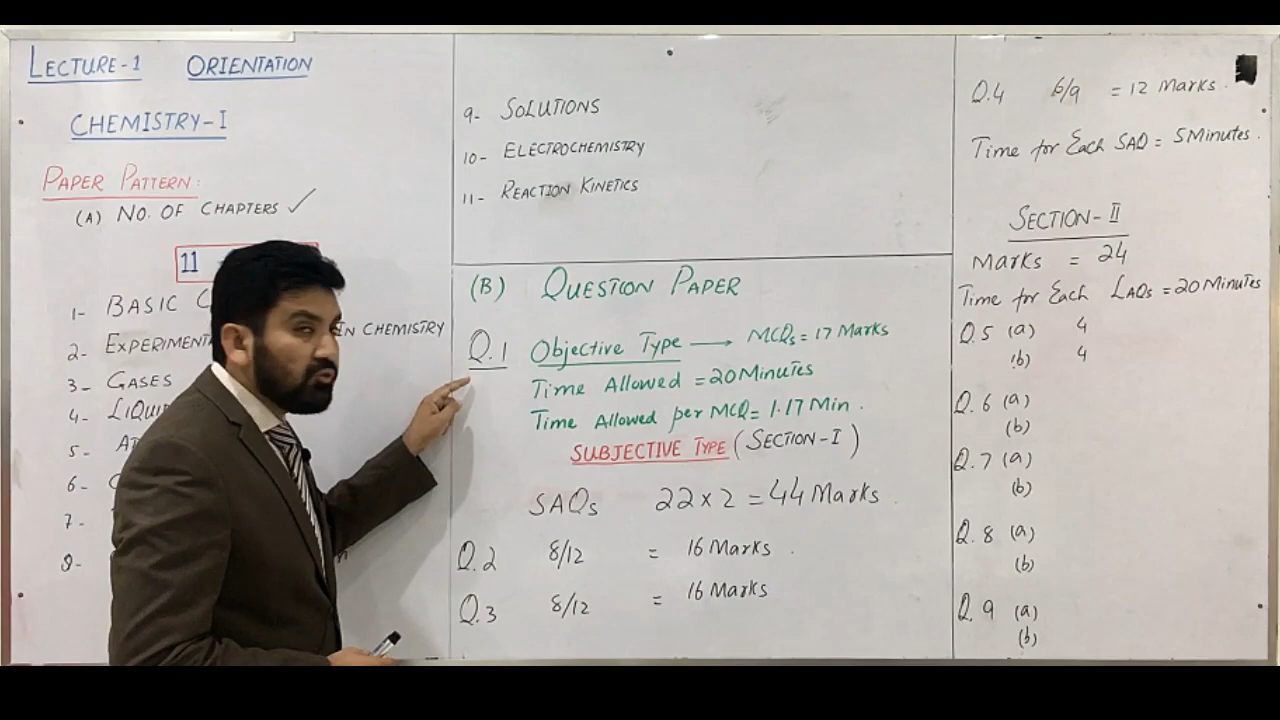 LECTURE-1 ORIENTATION
CHEMISTRY-I
PAPER PATTERN:
(A) NO. OF CHAPTERS ✓
11
1- BASIC C
2- EXPERIMENTA IN CHEMISTRY
3- GASES
4- LIQUI
5- AT
6- C
7-
8-
9- SOLUTIONS
10- ELECTROCHEMISTRY
11- REACTION KINETICS
(B) QUESTION PAPER
Q.1 Objective Type → MCQs = 17 Marks
Time Allowed = 20 Minutes
Time Allowed per MCQ = 1.17 Min.
SUBJECTIVE TYPE (SECTION-I)
SAQs 22 × 2 = 44 Marks
Q.2 8/12 = 16 Marks
Q.3 8/12 = 16 Marks
Q.4 6/9 = 12 Marks
Time for Each SAQ = 5 Minutes.
SECTION-II
Marks = 24
Time for Each LAQs = 20 Minutes
Q.5 (a) 4
(b) 4
Q.6 (a)
(b)
Q.7 (a)
(b)
Q.8 (a)
(b)
Q.9 (a)
(b)